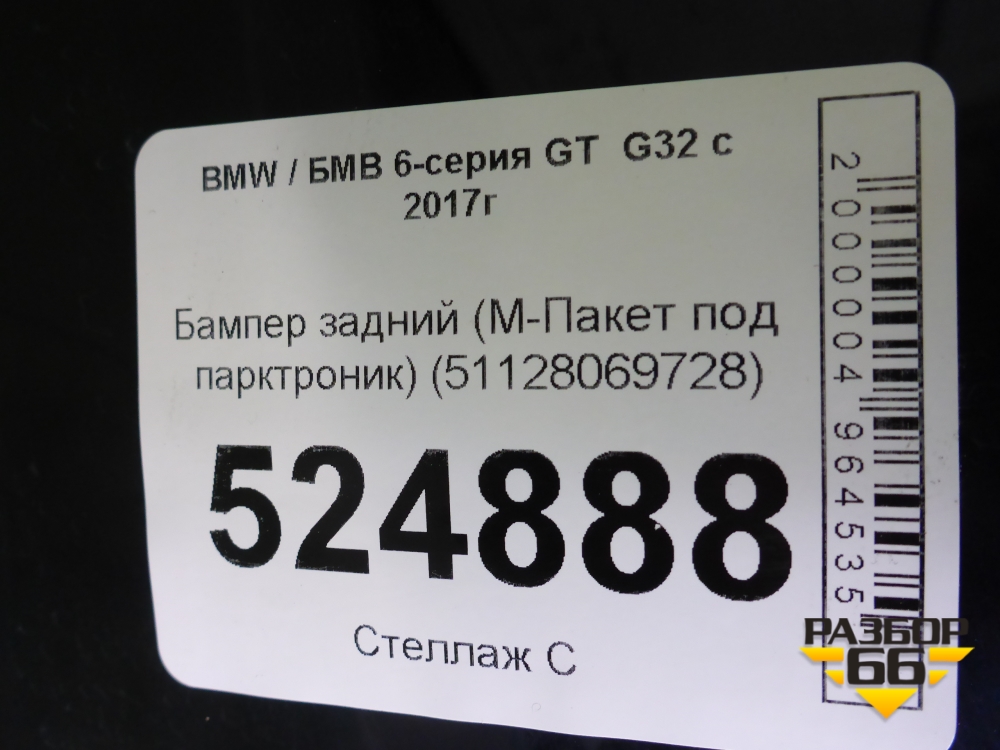 BMW / БМВ 6-серия GT G32 с
2017г
Бампер задний (М-Пакет под
парктроник) (51128069728)
524888
Стеллаж С
2000004964535
РАЗБОР
66